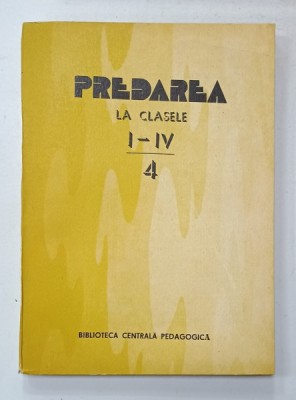 PREDAREA
LA CLASELE
I-IV
4
BIBLIOTECA CENTRALĂ PEDAGOGICĂ